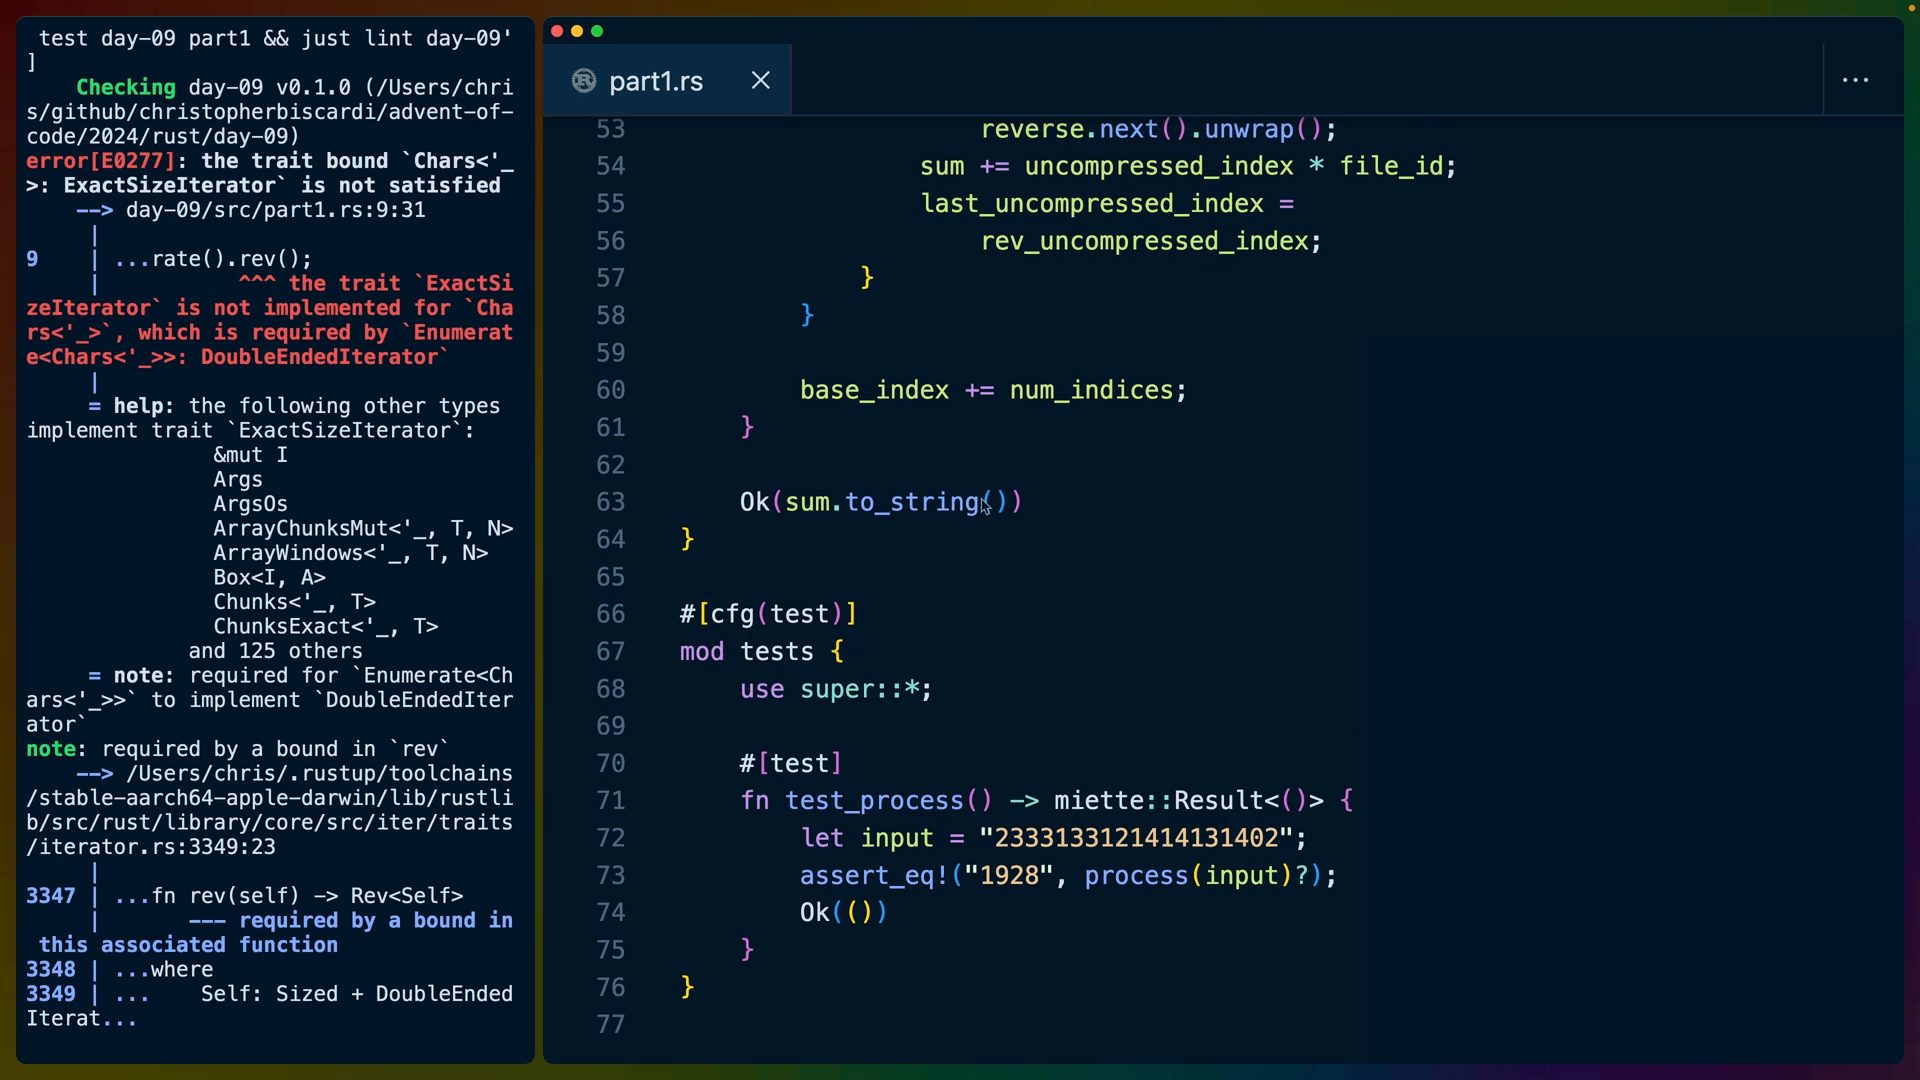 test day-09 part1 && just lint day-09'
]
Checking day-09 v0.1.0 (/Users/chri
s/github/christopherbiscardi/advent-of-
code/2024/rust/day-09)
error[E0277]: the trait bound `Chars<'_
>: ExactSizeIterator` is not satisfied
--> day-09/src/part1.rs:9:31
|
9 | ...rate().rev();
| ^^^ the trait `ExactSi
zeIterator` is not implemented for `Cha
rs<'_>`, which is required by `Enumerat
e<Chars<'_>>: DoubleEndedIterator`
|
= help: the following other types
implement trait `ExactSizeIterator`:
&mut I
Args
ArgsOs
ArrayChunksMut<'_, T, N>
ArrayWindows<'_, T, N>
Box<I, A>
Chunks<'_, T>
ChunksExact<'_, T>
and 125 others
= note: required for `Enumerate<Ch
ars<'_>>` to implement `DoubleEndedIter
ator`
note: required by a bound in `rev`
--> /Users/chris/.rustup/toolchains
/stable-aarch64-apple-darwin/lib/rustli
b/src/rust/library/core/src/iter/traits
/iterator.rs:3349:23
|
3347 | ...fn rev(self) -> Rev<Self>
| --- required by a bound in
this associated function
3348 | ...where
3349 | ... Self: Sized + DoubleEnded
Iterat...
part1.rs
53 reverse.next().unwrap();
54 sum += uncompressed_index * file_id;
55 last_uncompressed_index =
56 rev_uncompressed_index;
57 }
58 }
59
60 base_index += num_indices;
61 }
62
63 Ok(sum.to_string())
64 }
65
66 #[cfg(test)]
67 mod tests {
68 use super::*;
69
70 #[test]
71 fn test_process() -> miette::Result<()> {
72 let input = "2333133121414131402";
73 assert_eq!("1928", process(input)?);
74 Ok(())
75 }
76 }
77